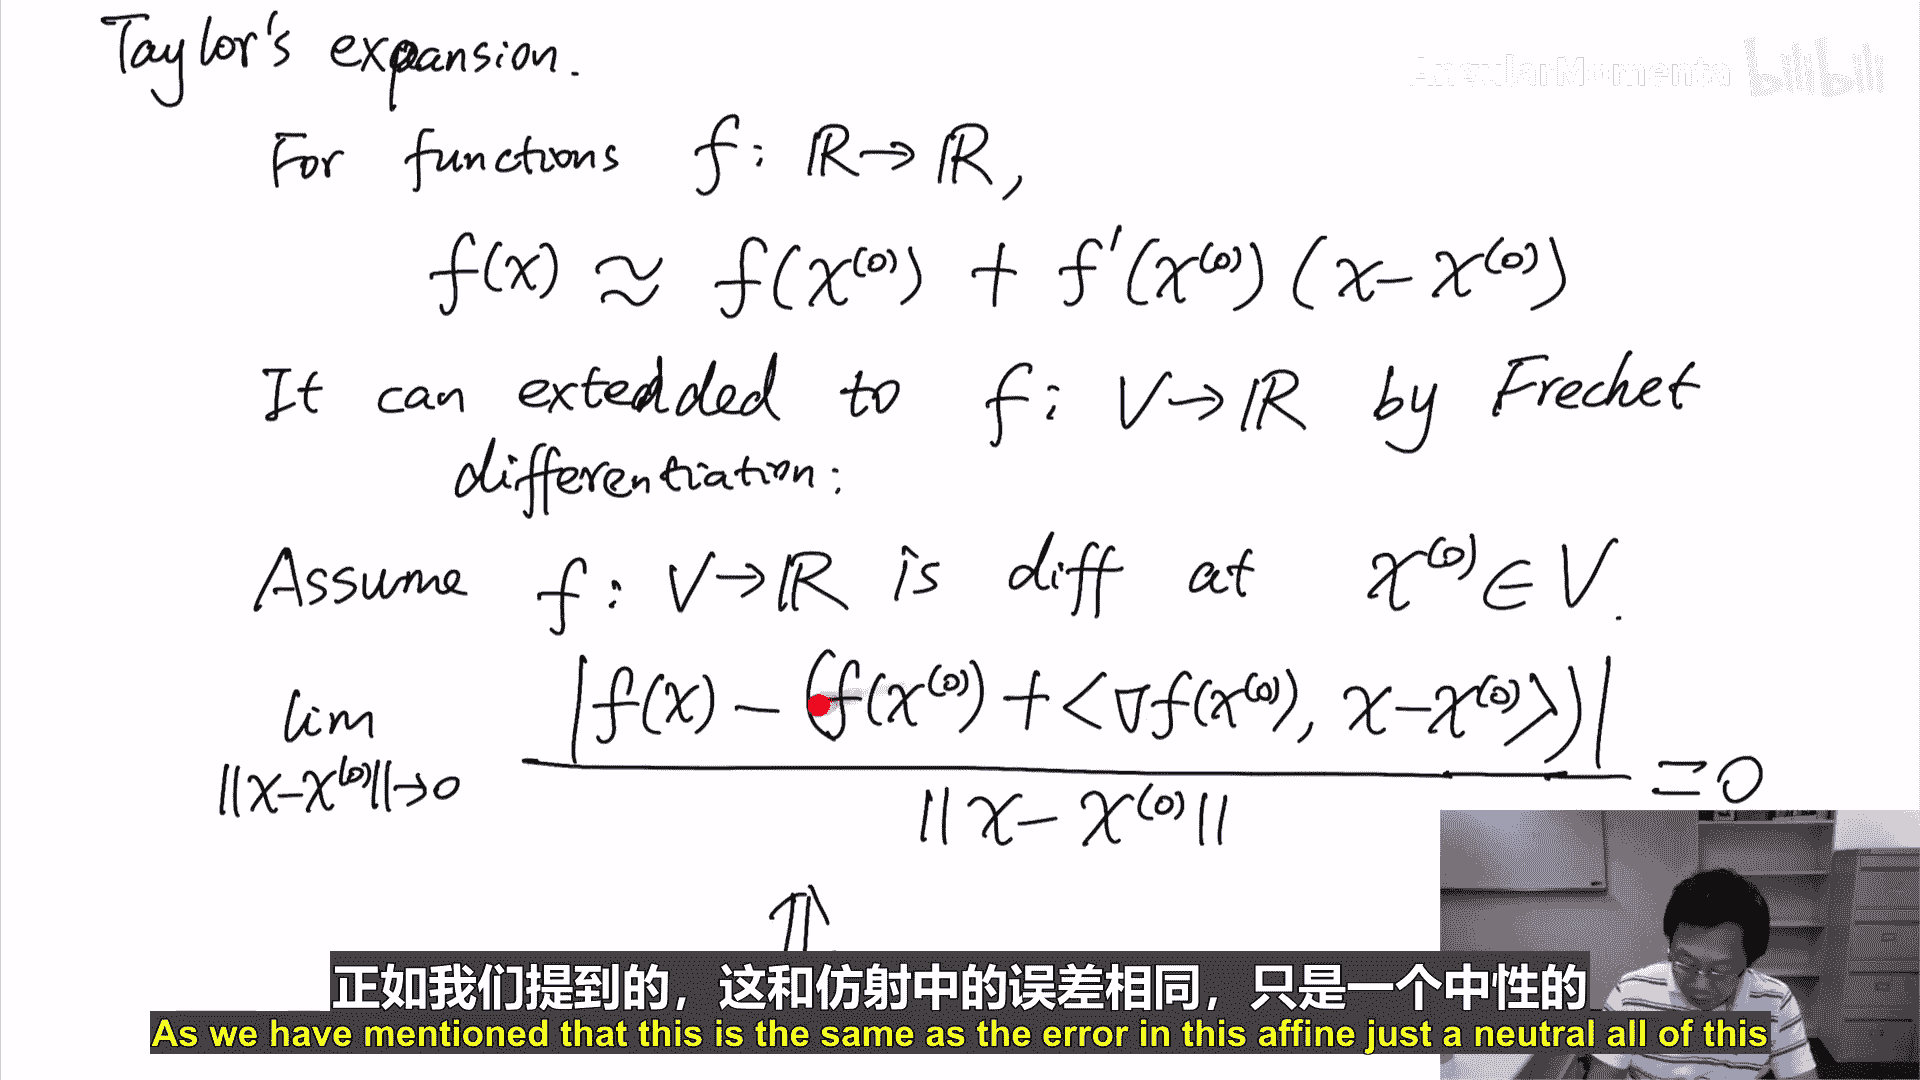 Taylor's expansion.
AngularMomenta bilibili
For functions f: ℝ→ℝ,
f(x) ≈ f(x⁽⁰⁾) + f'(x⁽⁰⁾)(x-x⁽⁰⁾)
It can extedded to f: V→ℝ by Frechet
differentiation:
Assume f: V→ℝ is diff at x⁽⁰⁾∈V.
lim |f(x) - (f(x⁽⁰⁾) + <∇f(x⁽⁰⁾), x-x⁽⁰⁾>)|
‖x-x⁽⁰⁾‖→0 ‖x-x⁽⁰⁾‖ =0
⇑
正如我们提到的，这和仿射中的误差相同，只是一个中性的
As we have mentioned that this is the same as the error in this affine just a neutral all of this